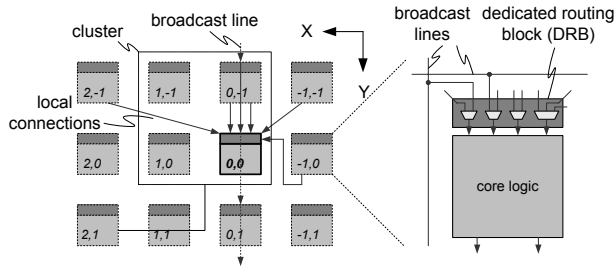 broadcast line
cluster
X
Y
broadcast
lines
dedicated routing
block (DRB)
2,-1
1,-1
0,-1
-1,-1
local
connections
2,0
1,0
0,0
-1,0
core logic
2,1
1,1
0,1
-1,1